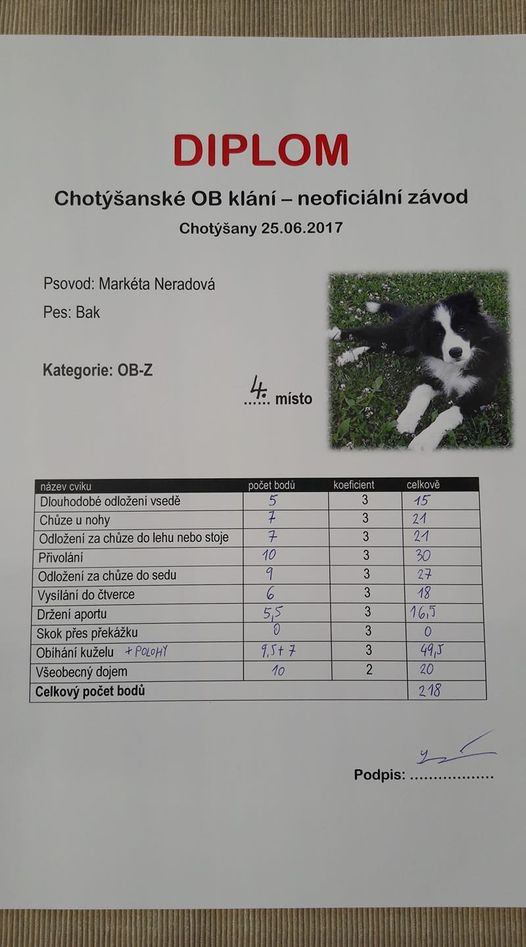 DIPLOM
Chotýšanské OB klání – neoficiální závod
Chotýšany 25.06.2017
Psovod: Markéta Neradová
Pes: Bak
Kategorie: OB-Z
4. místo
název cviku počet bodů koeficient celkově
Dlouhodobé odložení vsedě 5 3 15
Chůze u nohy 7 3 21
Odložení za chůze do lehu nebo stoje 7 3 21
Přivolání 10 3 30
Odložení za chůze do sedu 9 3 27
Vysílání do čtverce 6 3 18
Držení aportu 5,5 3 16,5
Skok přes překážku 0 3 0
Obíhání kuželu + POLOHY 9,5+7 3 49,5
Všeobecný dojem 10 2 20
Celkový počet bodů 218
Podpis: ..................